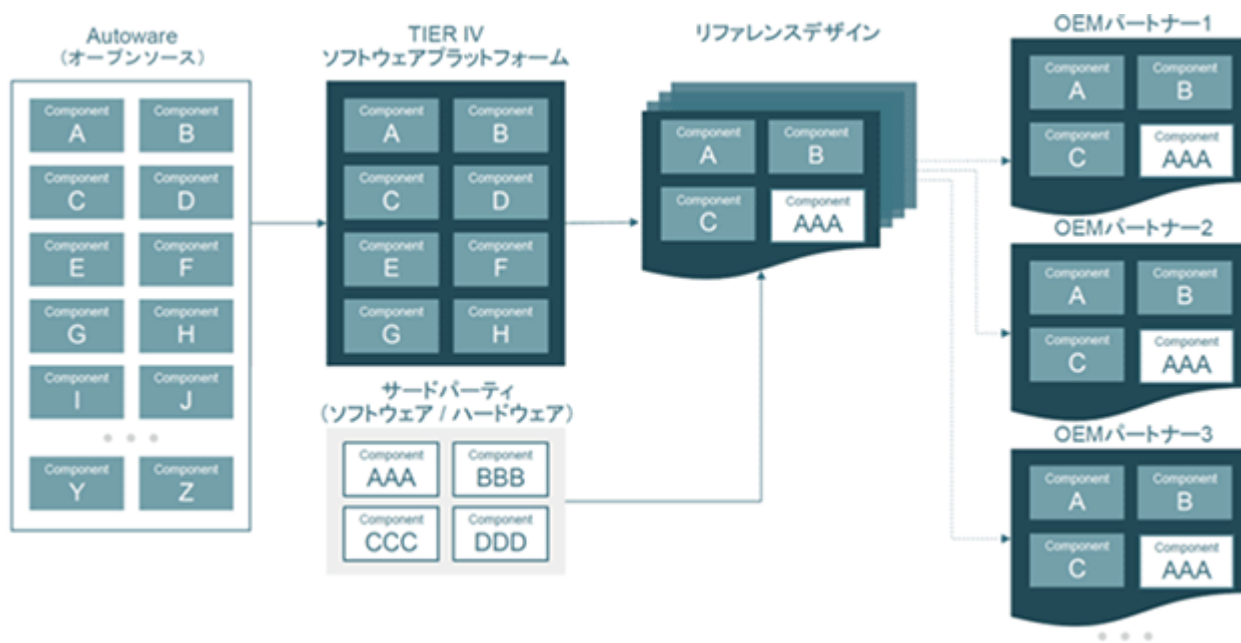 Autoware
（オープンソース）
Component
A
Component
B
Component
C
Component
D
Component
E
Component
F
Component
G
Component
H
Component
I
Component
J
Component
Y
Component
Z
TIER IV
ソフトウェアプラットフォーム
Component
A
Component
B
Component
C
Component
D
Component
E
Component
F
Component
G
Component
H
サードパーティ
（ソフトウェア / ハードウェア）
Component
AAA
Component
BBB
Component
CCC
Component
DDD
リファレンスデザイン
Component
A
Component
B
Component
C
Component
AAA
OEMパートナー1
Component
A
Component
B
Component
C
Component
AAA
OEMパートナー2
Component
A
Component
B
Component
C
Component
AAA
OEMパートナー3
Component
A
Component
B
Component
C
Component
AAA